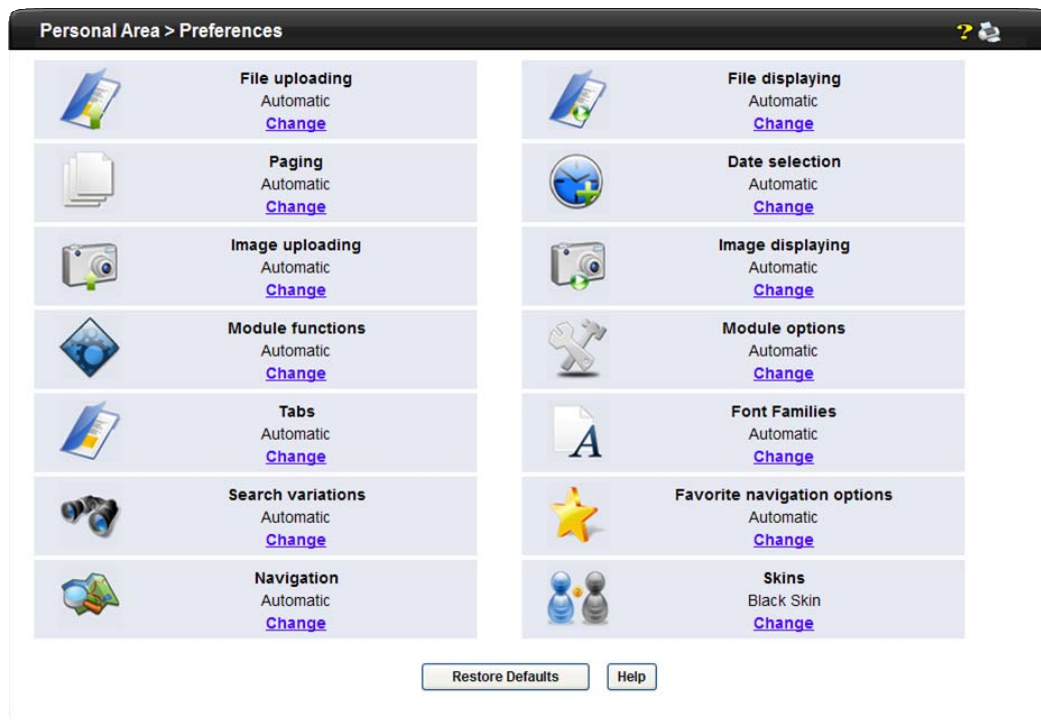 Personal Area > Preferences
?
File uploading
Automatic
Change
File displaying
Automatic
Change
Paging
Automatic
Change
Date selection
Automatic
Change
Image uploading
Automatic
Change
Image displaying
Automatic
Change
Module functions
Automatic
Change
Module options
Automatic
Change
Tabs
Automatic
Change
A
Font Families
Automatic
Change
Search variations
Automatic
Change
Favorite navigation options
Automatic
Change
Navigation
Automatic
Change
Skins
Black Skin
Change
Restore Defaults
Help